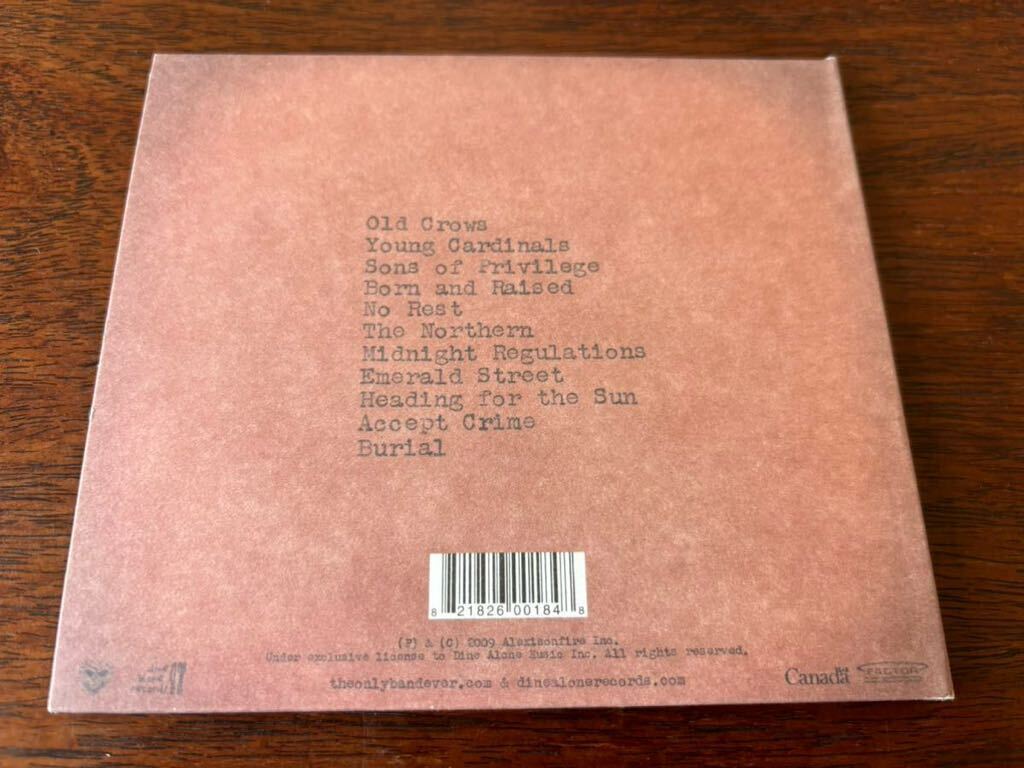 Old Crows
Young Cardinals
Sons of Privilege
Born and Raised
No Rest
The Northern
Midnight Regulations
Emerald Street
Heading for the Sun
Accept Crime
Burial
8 21826 00184 8
(P) & (C) 2009 Alexisonfire Inc.
Under exclusive license to Dine Alone Music Inc. All rights reserved.
theonlybandever.com & dinealonerecords.com
Canada
FACTOR